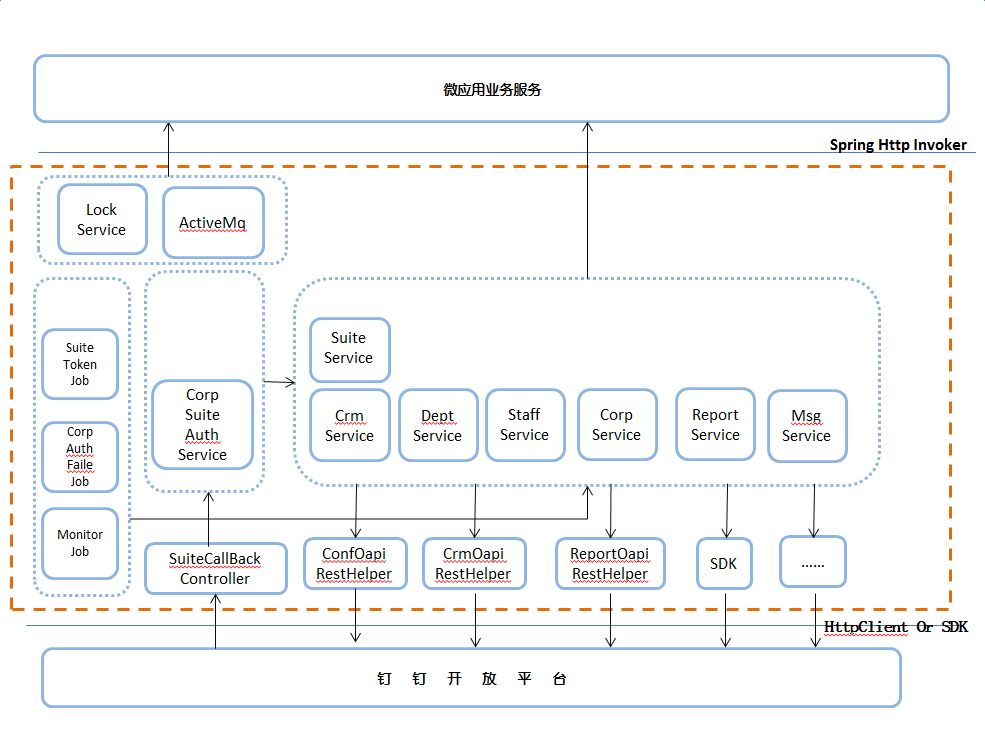 微应用业务服务
Spring Http Invoker
Lock
Service
ActiveMq
Suite
Token
Job
Corp
Auth
Faile
Job
Monitor
Job
Corp
Suite
Auth
Service
Suite
Service
Crm
Service
Dept
Service
Staff
Service
Corp
Service
Report
Service
Msg
Service
SuiteCallBack
Controller
ConfOapi
RestHelper
CrmOapi
RestHelper
ReportOapi
RestHelper
SDK
......
HttpClient Or SDK
钉 钉 开 放 平 台